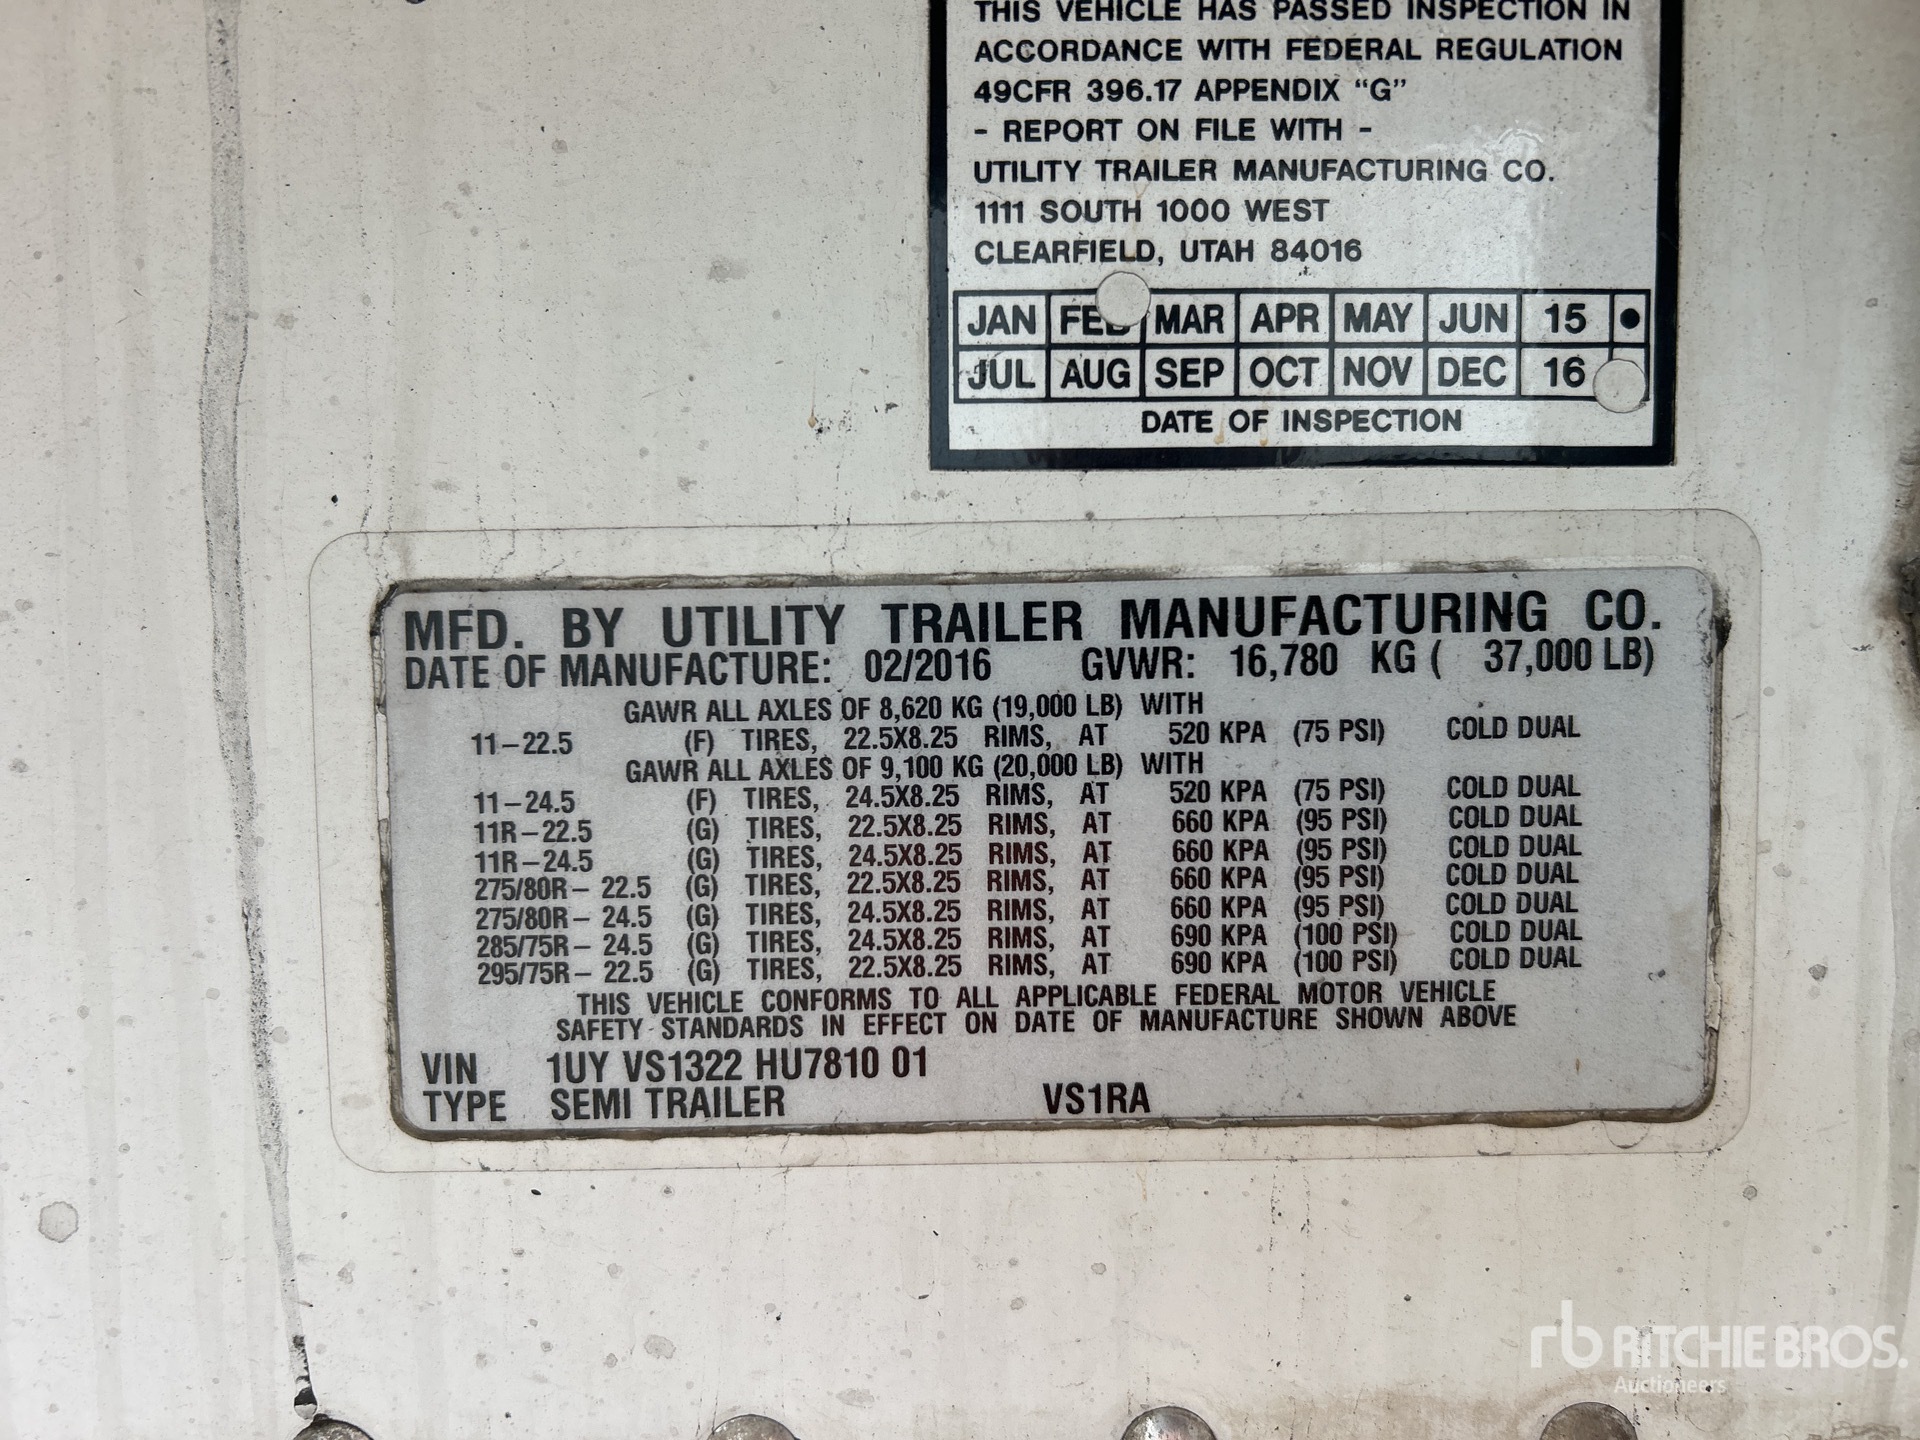 THIS VEHICLE HAS PASSED INSPECTION IN
ACCORDANCE WITH FEDERAL REGULATION
49CFR 396.17 APPENDIX “G”
- REPORT ON FILE WITH -
UTILITY TRAILER MANUFACTURING CO.
1111 SOUTH 1000 WEST
CLEARFIELD, UTAH 84016
JAN FEB MAR APR MAY JUN 15 •
JUL AUG SEP OCT NOV DEC 16
DATE OF INSPECTION
MFD. BY UTILITY TRAILER MANUFACTURING CO.
DATE OF MANUFACTURE: 02/2016 GVWR: 16,780 KG ( 37,000 LB)
GAWR ALL AXLES OF 8,620 KG (19,000 LB) WITH
11-22.5 (F) TIRES, 22.5X8.25 RIMS, AT 520 KPA (75 PSI) COLD DUAL
GAWR ALL AXLES OF 9,100 KG (20,000 LB) WITH
11-24.5 (F) TIRES, 24.5X8.25 RIMS, AT 520 KPA (75 PSI) COLD DUAL
11R-22.5 (G) TIRES, 22.5X8.25 RIMS, AT 660 KPA (95 PSI) COLD DUAL
11R-24.5 (G) TIRES, 24.5X8.25 RIMS, AT 660 KPA (95 PSI) COLD DUAL
275/80R- 22.5 (G) TIRES, 22.5X8.25 RIMS, AT 660 KPA (95 PSI) COLD DUAL
275/80R- 24.5 (G) TIRES, 24.5X8.25 RIMS, AT 660 KPA (95 PSI) COLD DUAL
285/75R- 24.5 (G) TIRES, 24.5X8.25 RIMS, AT 690 KPA (100 PSI) COLD DUAL
295/75R- 22.5 (G) TIRES, 22.5X8.25 RIMS, AT 690 KPA (100 PSI) COLD DUAL
THIS VEHICLE CONFORMS TO ALL APPLICABLE FEDERAL MOTOR VEHICLE
SAFETY STANDARDS IN EFFECT ON DATE OF MANUFACTURE SHOWN ABOVE
VIN 1UY VS1322 HU7810 01
TYPE SEMI TRAILER VS1RA
rb RITCHIE BROS.
Auctioneers